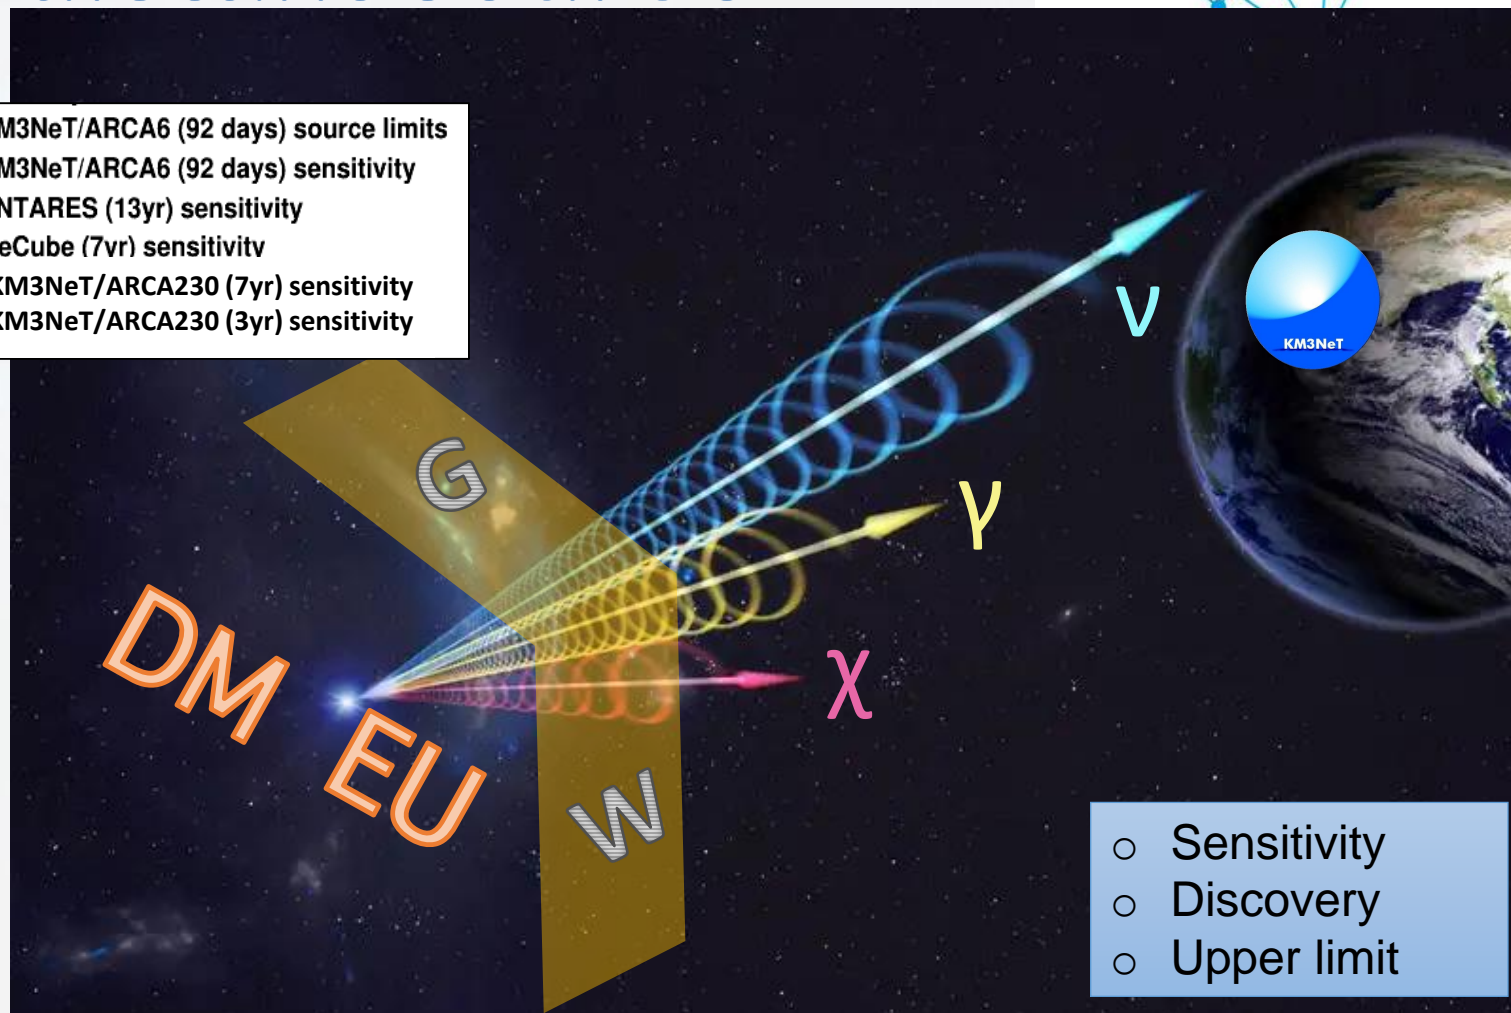 M3NeT/ARCA6 (92 days) source limits
M3NeT/ARCA6 (92 days) sensitivity
NTARES (13yr) sensitivity
eCube (7yr) sensitivity
KM3NeT/ARCA230 (7yr) sensitivity
KM3NeT/ARCA230 (3yr) sensitivity
ν
KM3NeT
G
γ
DM
χ
EU
W
○ Sensitivity
○ Discovery
○ Upper limit